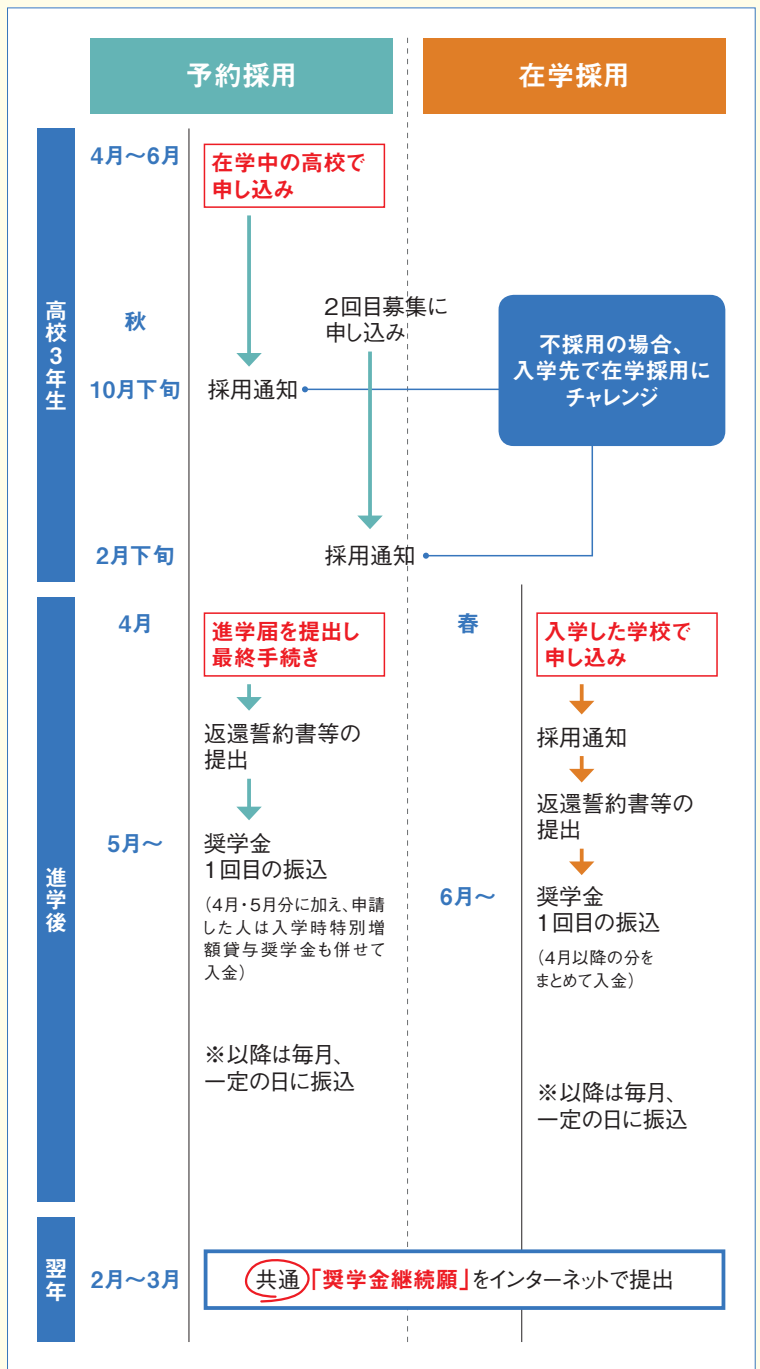 予約採用
在学採用
高校3年生
4月〜6月
在学中の高校で
申し込み
秋
2回目募集に
申し込み
不採用の場合、
入学先で在学採用に
チャレンジ
10月下旬
採用通知
2月下旬
採用通知
進学後
4月
進学届を提出し
最終手続き
返還誓約書等の
提出
5月〜
奨学金
1回目の振込
（4月・5月分に加え、申請
した人は入学時特別増
額貸与奨学金も併せて
入金）
※以降は毎月、
一定の日に振込
春
入学した学校で
申し込み
採用通知
返還誓約書等の
提出
6月〜
奨学金
1回目の振込
（4月以降の分を
まとめて入金）
※以降は毎月、
一定の日に振込
翌年
2月〜3月
共通「奨学金継続願」をインターネットで提出